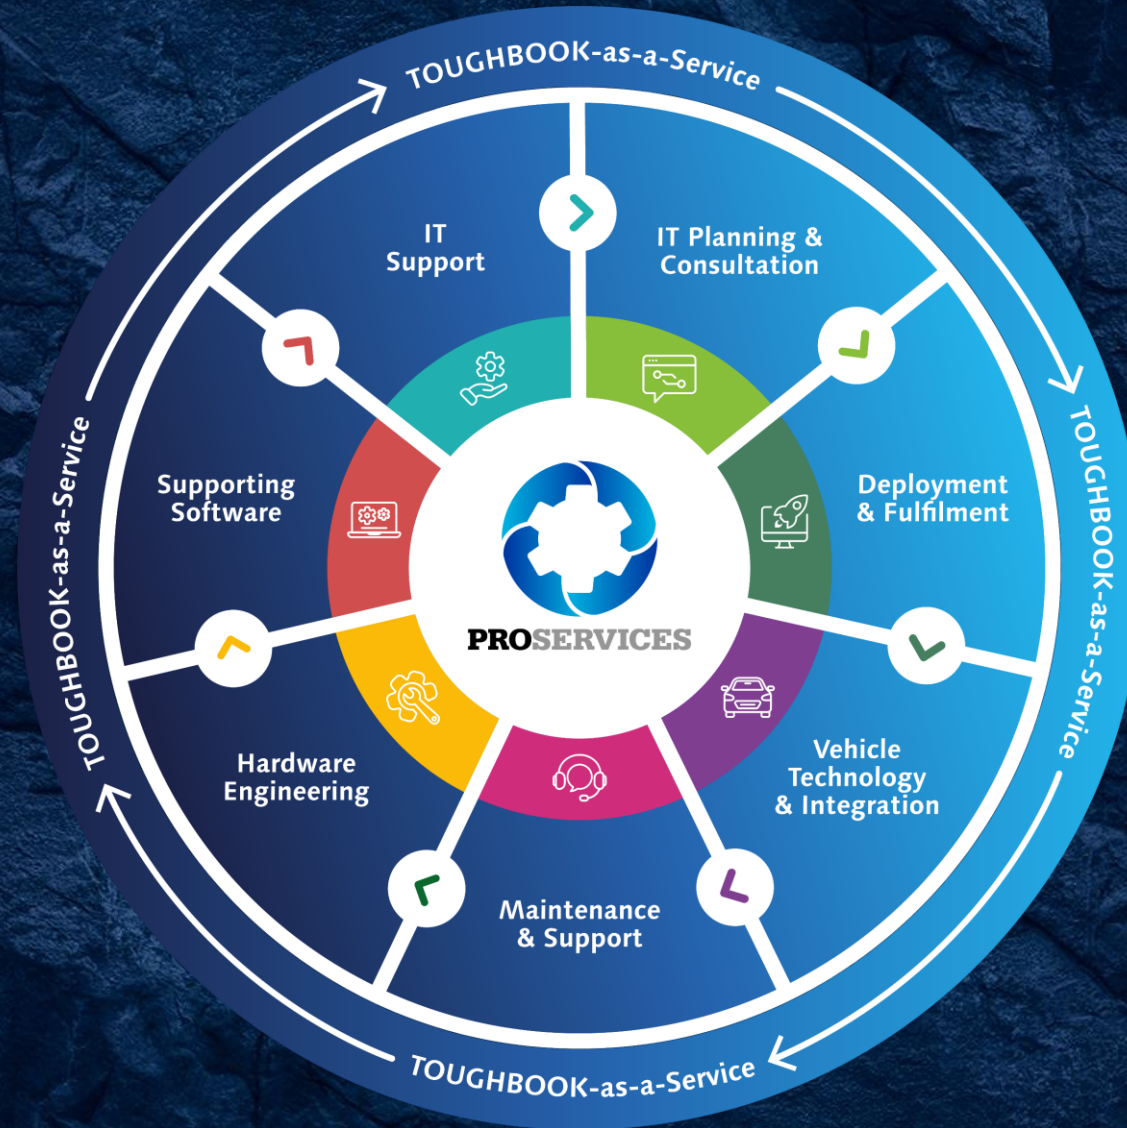 TOUGHBOOK-as-a-Service
IT
Support
IT Planning &
Consultation
Supporting
Software
Deployment
& Fulfilment
TOUGHBOOK-as-a-Service
TOUGHBOOK-as-a-Service
PROSERVICES
Hardware
Engineering
Vehicle
Technology
& Integration
Maintenance
& Support
TOUGHBOOK-as-a-Service